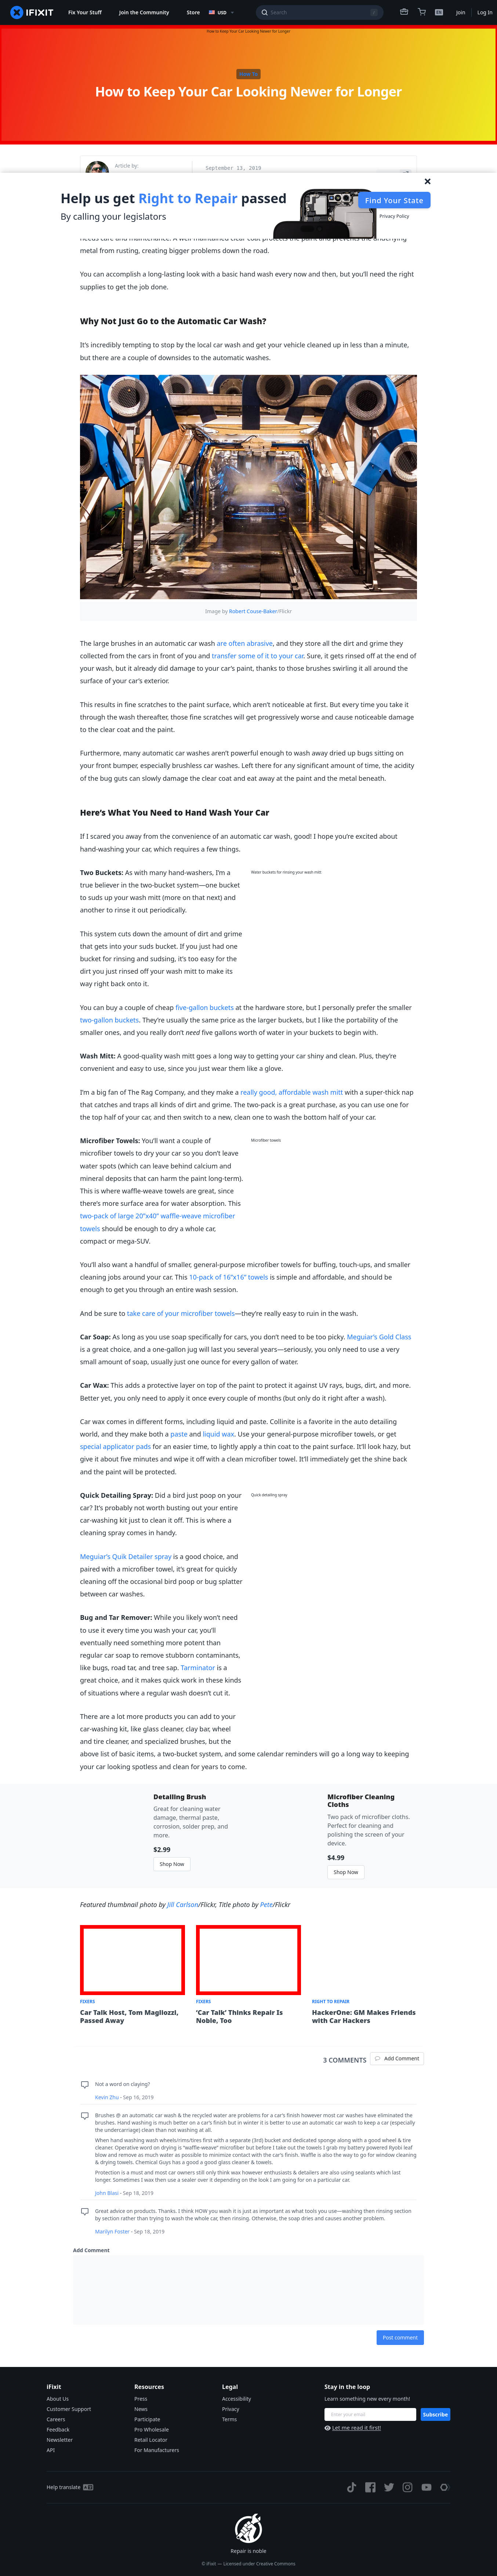 IFIXIT
Fix Your Stuff
Join the Community
Store
USD
Search
EN
Join
Log In
How to Keep Your Car Looking Newer for Longer
How to Keep Your Car Looking Newer for Longer
Article by:
September 13, 2019
Help us get Right to Repair passed
By calling your legislators
Find Your State
Privacy Policy
metal from rusting, creating bigger problems down the road.
You can accomplish a long-lasting look with a basic hand wash every now and then, but you'll need the right
supplies to get the job done.
Why Not Just Go to the Automatic Car Wash?
It's incredibly tempting to stop by the local car wash and get your vehicle cleaned up in less than a minute,
but there are a couple of downsides to the automatic washes.
Image by Robert Couse-Baker/Flickr
The large brushes in an automatic car wash are often abrasive, and they store all the dirt and grime they
collected from the cars in front of you and transfer some of it to your car. Sure, it gets rinsed off at the end of
your wash, but it already did damage to your car's paint, thanks to those brushes swirling it all around the
surface of your car's exterior.
This results in fine scratches to the paint surface, which aren't noticeable at first. But every time you take it
through the wash thereafter, those fine scratches will get progressively worse and cause noticeable damage
to the clear coat and the paint.
Furthermore, many automatic car washes aren't powerful enough to wash away dried up bugs sitting on
your front bumper, especially brushless car washes. Left there for any significant amount of time, the acidity
of the bug guts can slowly damage the clear coat and eat away at the paint and the metal beneath.
Here's What You Need to Hand Wash Your Car
If I scared you away from the convenience of an automatic car wash, good! I hope you're excited about
hand-washing your car, which requires a few things.
Two Buckets: As with many hand-washers, I'm a
true believer in the two-bucket system—one bucket
to suds up your wash mitt (more on that next) and
another to rinse it out periodically.
Water buckets for rinsing your wash mitt
This system cuts down the amount of dirt and grime
that gets into your suds bucket. If you just had one
bucket for rinsing and sudsing, it's too easy for the
dirt you just rinsed off your wash mitt to make its
way right back onto it.
You can buy a couple of cheap five-gallon buckets at the hardware store, but I personally prefer the smaller
two-gallon buckets. They're usually the same price as the larger buckets, but I like the portability of the
smaller ones, and you really don't need five gallons worth of water in your buckets to begin with.
Wash Mitt: A good-quality wash mitt goes a long way to getting your car shiny and clean. Plus, they're
convenient and easy to use, since you just wear them like a glove.
I'm a big fan of The Rag Company, and they make a really good, affordable wash mitt with a super-thick nap
that catches and traps all kinds of dirt and grime. The two-pack is a great purchase, as you can use one for
the top half of your car, and then switch to a new, clean one to wash the bottom half of your car.
Microfiber Towels: You'll want a couple of
microfiber towels to dry your car so you don't leave
water spots (which can leave behind calcium and
mineral deposits that can harm the paint long-term).
This is where waffle-weave towels are great, since
there's more surface area for water absorption. This
two-pack of large 20"x40" waffle-weave microfiber
towels should be enough to dry a whole car,
compact or mega-SUV.
Microfiber towels
You'll also want a handful of smaller, general-purpose microfiber towels for buffing, touch-ups, and smaller
cleaning jobs around your car. This 10-pack of 16"x16" towels is simple and affordable, and should be
enough to get you through an entire wash session.
And be sure to take care of your microfiber towels—they're really easy to ruin in the wash.
Car Soap: As long as you use soap specifically for cars, you don't need to be too picky. Meguiar's Gold Class
is a great choice, and a one-gallon jug will last you several years—seriously, you only need to use a very
small amount of soap, usually just one ounce for every gallon of water.
Car Wax: This adds a protective layer on top of the paint to protect it against UV rays, bugs, dirt, and more.
Better yet, you only need to apply it once every couple of months (but only do it right after a wash).
Car wax comes in different forms, including liquid and paste. Collinite is a favorite in the auto detailing
world, and they make both a paste and liquid wax. Use your general-purpose microfiber towels, or get
special applicator pads for an easier time, to lightly apply a thin coat to the paint surface. It'll look hazy, but
give it about five minutes and wipe it off with a clean microfiber towel. It'll immediately get the shine back
and the paint will be protected.
Quick Detailing Spray: Did a bird just poop on your
car? It's probably not worth busting out your entire
car-washing kit just to clean it off. This is where a
cleaning spray comes in handy.
Quick detailing spray
Meguiar's Quik Detailer spray is a good choice, and
paired with a microfiber towel, it's great for quickly
cleaning off the occasional bird poop or bug splatter
between car washes.
Bug and Tar Remover: While you likely won't need
to use it every time you wash your car, you'll
eventually need something more potent than
regular car soap to remove stubborn contaminants,
like bugs, road tar, and tree sap. Tarminator is a
great choice, and it makes quick work in these kinds
of situations where a regular wash doesn't cut it.
There are a lot more products you can add to your
car-washing kit, like glass cleaner, clay bar, wheel
and tire cleaner, and specialized brushes, but the
above list of basic items, a two-bucket system, and some calendar reminders will go a long way to keeping
your car looking spotless and clean for years to come.
Detailing Brush
Great for cleaning water
damage, thermal paste,
corrosion, solder prep, and
more.
$2.99
Shop Now
Microfiber Cleaning
Cloths
Two pack of microfiber cloths.
Perfect for cleaning and
polishing the screen of your
device.
$4.99
Shop Now
Featured thumbnail photo by Jill Carlson/Flickr, Title photo by Pete/Flickr
FIXERS
Car Talk Host, Tom Magliozzi,
Passed Away
FIXERS
'Car Talk' Thinks Repair Is
Noble, Too
RIGHT TO REPAIR
HackerOne: GM Makes Friends
with Car Hackers
3 COMMENTS
Add Comment
Not a word on claying?
Kevin Zhu - Sep 16, 2019
Brushes @ an automatic car wash & the recycled water are problems for a car's finish however most car washes have eliminated the
brushes. Hand washing is much better on a car's finish but in winter it is better to use an automatic car wash to keep a car (especially
the undercarriage) clean than not washing at all.
When hand washing wash wheels/rims/tires first with a separate (3rd) bucket and dedicated sponge along with a good wheel & tire
cleaner. Operative word on drying is "waffle-weave" microfiber but before I take out the towels I grab my battery powered Ryobi leaf
blow and remove as much water as possible to minimize contact with the car's finish. Waffle is also the way to go for window cleaning
& drying towels. Chemical Guys has a good a good glass cleaner & towels.
Protection is a must and most car owners still only think wax however enthusiasts & detailers are also using sealants which last
longer. Sometimes I was then use a sealer over it depending on the look I am going for on a particular car.
John Blasi - Sep 18, 2019
Great advice on products. Thanks. I think HOW you wash it is just as important as what tools you use—washing then rinsing section
by section rather than trying to wash the whole car, then rinsing. Otherwise, the soap dries and causes another problem.
Marilyn Foster - Sep 18, 2019
Add Comment
Post comment
iFixit
About Us
Customer Support
Careers
Feedback
Newsletter
API
Resources
Press
News
Participate
Pro Wholesale
Retail Locator
For Manufacturers
Legal
Accessibility
Privacy
Terms
Stay in the loop
Learn something new every month!
Enter your email
Subscribe
Let me read it first!
Help translate
Repair is noble
© iFixit — Licensed under Creative Commons